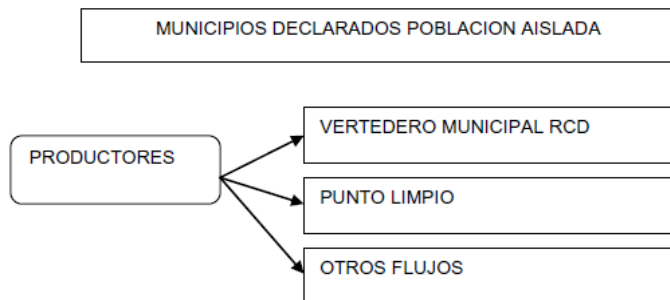 MUNICIPIOS DECLARADOS POBLACION AISLADA
VERTEDERO MUNICIPAL RCD
PRODUCTORES
PUNTO LIMPIO
OTROS FLUJOS